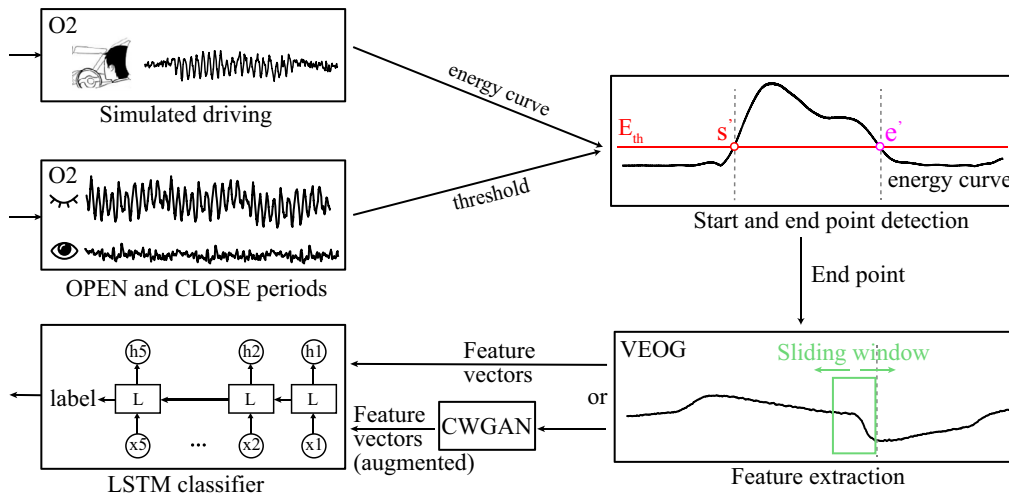 O2
Simulated driving
energy curve
O2
OPEN and CLOSE periods
threshold
E_th
s’
e’
energy curve
Start and end point detection
End point
VEOG
Sliding window
Feature extraction
or
Feature
vectors
CWGAN
Feature
vectors
(augmented)
h5
h2
h1
label
L
L
L
x5
...
x2
x1
LSTM classifier